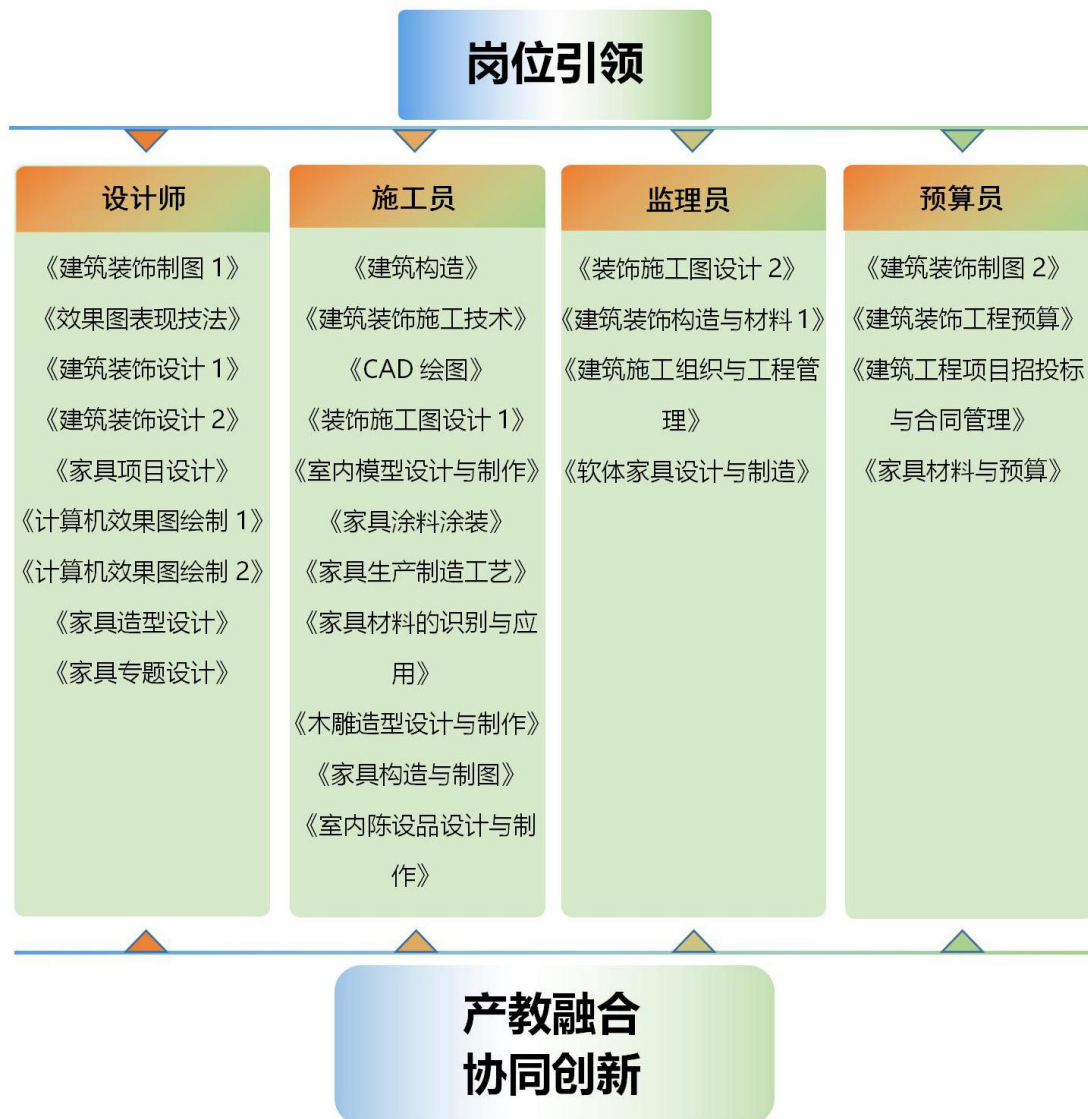 岗位引领
设计师
《建筑装饰制图 1》
《效果图表现技法》
《建筑装饰设计 1》
《建筑装饰设计 2》
《家具项目设计》
《计算机效果图绘制 1》
《计算机效果图绘制 2》
《家具造型设计》
《家具专题设计》
施工员
《建筑构造》
《建筑装饰施工技术》
《CAD 绘图》
《装饰施工图设计 1》
《室内模型设计与制作》
《家具涂料涂装》
《家具生产制造工艺》
《家具材料的识别与应
用》
《木雕造型设计与制作》
《家具构造与制图》
《室内陈设品设计与制
作》
监理员
《装饰施工图设计 2》
《建筑装饰构造与材料 1》
《建筑施工组织与工程管
理》
《软体家具设计与制造》
预算员
《建筑装饰制图 2》
《建筑装饰工程预算》
《建筑工程项目招投标
与合同管理》
《家具材料与预算》
产教融合
协同创新